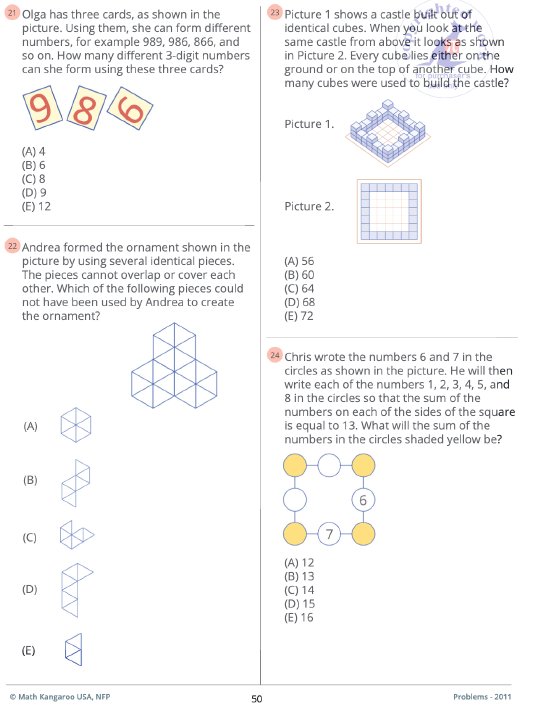 21 Olga has three cards, as shown in the
picture. Using them, she can form different
numbers, for example 989, 986, 866, and
so on. How many different 3-digit numbers
can she form using these three cards?
9 8 6
(A) 4
(B) 6
(C) 8
(D) 9
(E) 12
22 Andrea formed the ornament shown in the
picture by using several identical pieces.
The pieces cannot overlap or cover each
other. Which of the following pieces could
not have been used by Andrea to create
the ornament?
(A)
(B)
(C)
(D)
(E)
23 Picture 1 shows a castle built out of
identical cubes. When you look at the
same castle from above it looks as shown
in Picture 2. Every cube lies either on the
ground or on the top of another cube. How
many cubes were used to build the castle?
Picture 1.
Picture 2.
(A) 56
(B) 60
(C) 64
(D) 68
(E) 72
24 Chris wrote the numbers 6 and 7 in the
circles as shown in the picture. He will then
write each of the numbers 1, 2, 3, 4, 5, and
8 in the circles so that the sum of the
numbers on each of the sides of the square
is equal to 13. What will the sum of the
numbers in the circles shaded yellow be?
6
7
(A) 12
(B) 13
(C) 14
(D) 15
(E) 16
© Math Kangaroo USA, NFP
50
Problems - 2011